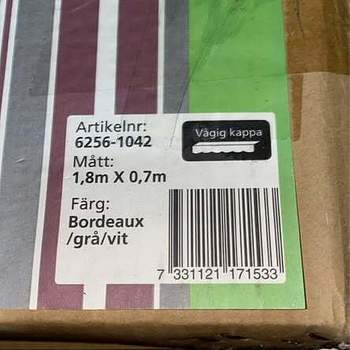 Artikelnr:
6256-1042
Vågig kappa
Mått:
1,8m X 0,7m
Färg:
Bordeaux
/grå/vit
7 331121 171533